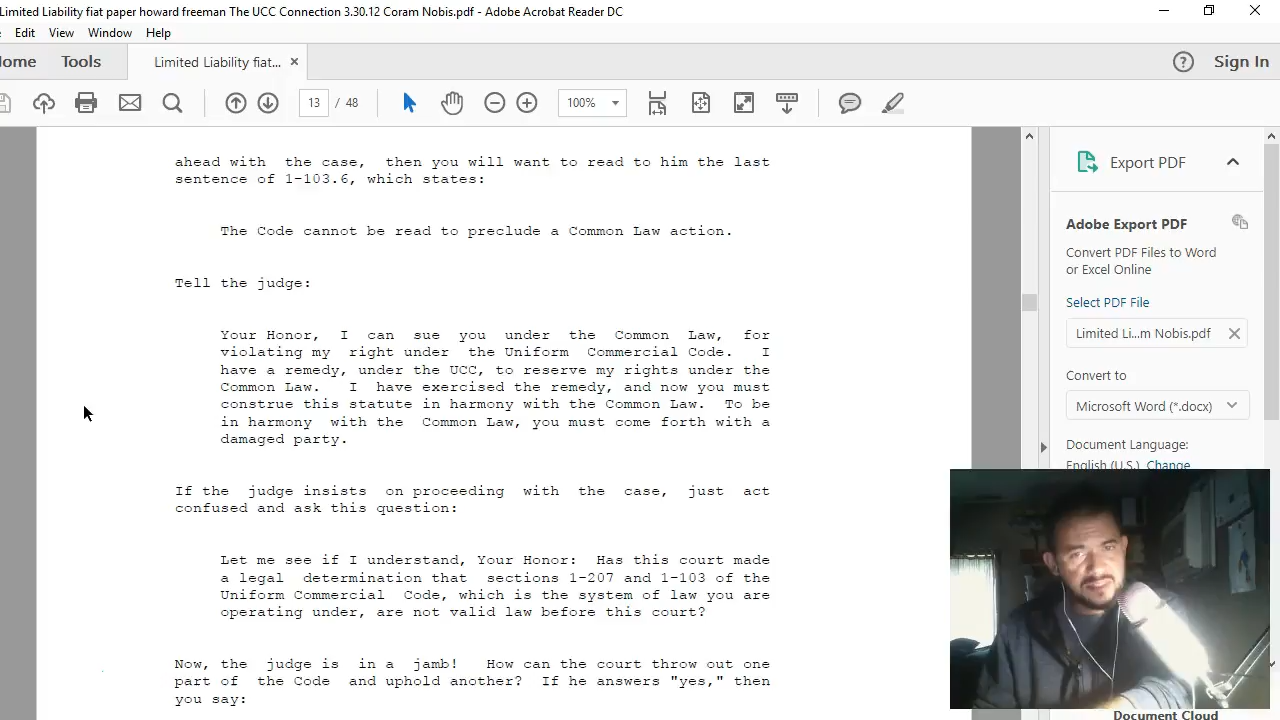 Limited Liability fiat paper howard freeman The UCC Connection 3.30.12 Coram Nobis.pdf - Adobe Acrobat Reader DC
Edit View Window Help
Home Tools Limited Liability fiat... Sign In
13 / 48 100%
ahead with the case, then you will want to read to him the last
sentence of 1-103.6, which states:
The Code cannot be read to preclude a Common Law action.
Tell the judge:
Your Honor, I can sue you under the Common Law, for
violating my right under the Uniform Commercial Code. I
have a remedy, under the UCC, to reserve my rights under the
Common Law. I have exercised the remedy, and now you must
construe this statute in harmony with the Common Law. To be
in harmony with the Common Law, you must come forth with a
damaged party.
If the judge insists on proceeding with the case, just act
confused and ask this question:
Let me see if I understand, Your Honor: Has this court made
a legal determination that sections 1-207 and 1-103 of the
Uniform Commercial Code, which is the system of law you are
operating under, are not valid law before this court?
Now, the judge is in a jamb! How can the court throw out one
part of the Code and uphold another? If he answers "yes," then
you say:
Export PDF
Adobe Export PDF
Convert PDF Files to Word
or Excel Online
Select PDF File
Limited Li...m Nobis.pdf
Convert to
Microsoft Word (*.docx)
Document Language:
English (U.S.) Change
Document Cloud